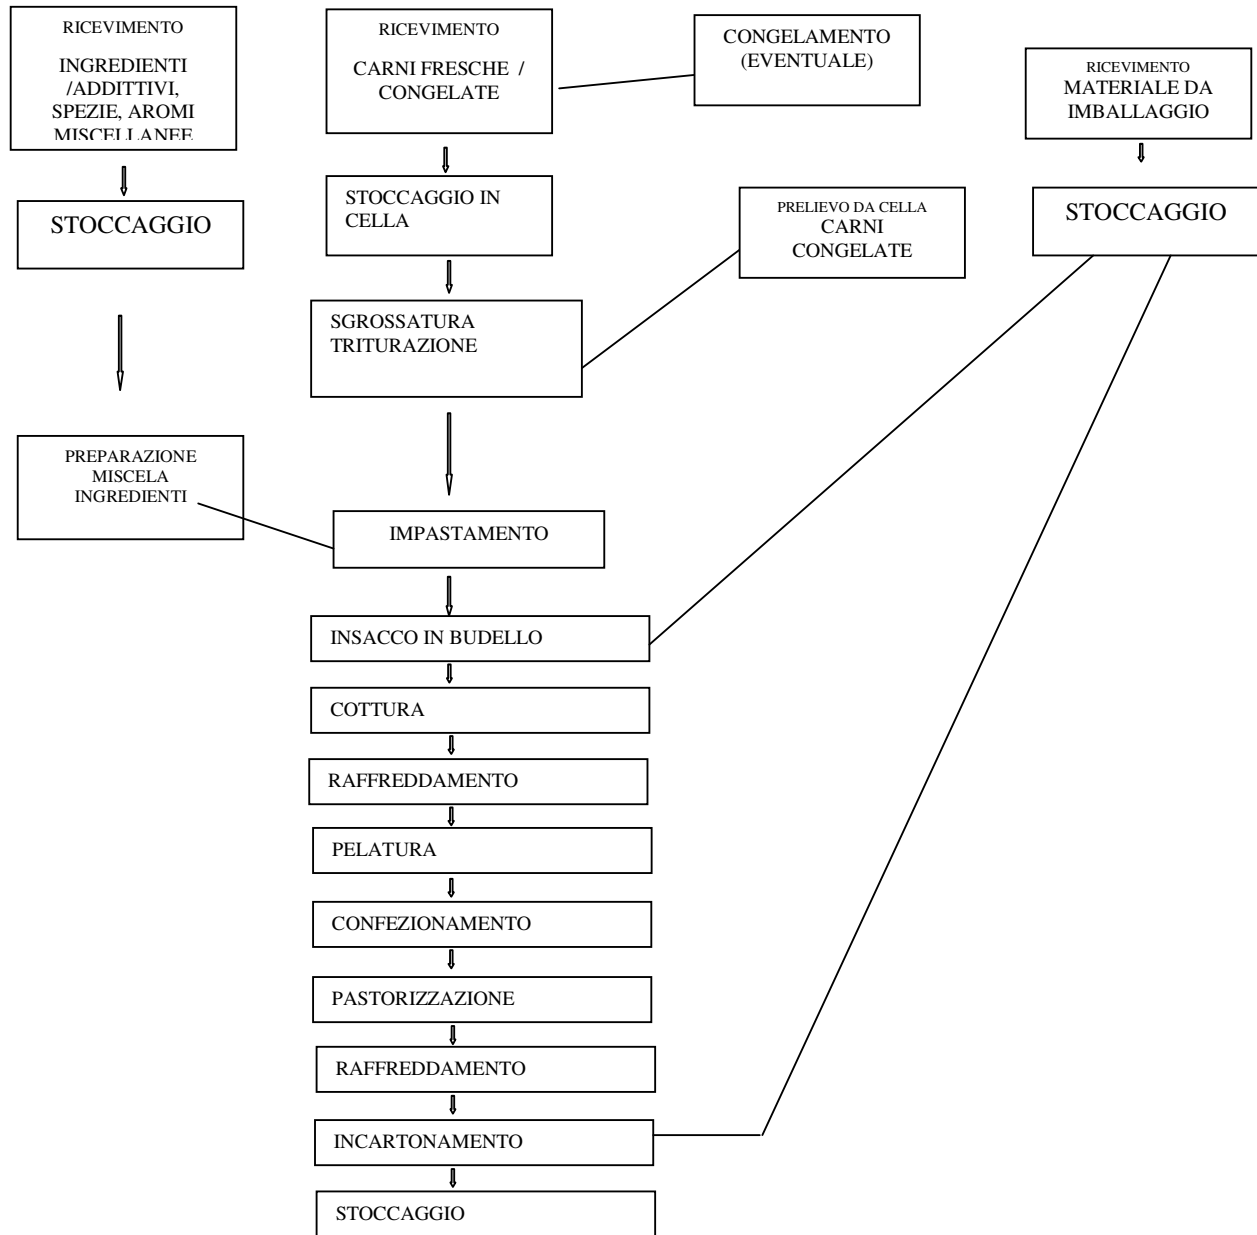 RICEVIMENTO
INGREDIENTI
/ADDITTIVI,
SPEZIE, AROMI
MISCELLANEE
RICEVIMENTO
CARNI FRESCHE /
CONGELATE
CONGELAMENTO
(EVENTUALE)
RICEVIMENTO
MATERIALE DA
IMBALLAGGIO
STOCCAGGIO
STOCCAGGIO IN
CELLA
PRELIEVO DA CELLA
CARNI
CONGELATE
STOCCAGGIO
SGROSSATURA
TRITURAZIONE
PREPARAZIONE
MISCELA
INGREDIENTI
IMPASTAMENTO
INSACCO IN BUDELLO
COTTURA
RAFFREDDAMENTO
PELATURA
CONFEZIONAMENTO
PASTORIZZAZIONE
RAFFREDDAMENTO
INCARTONAMENTO
STOCCAGGIO